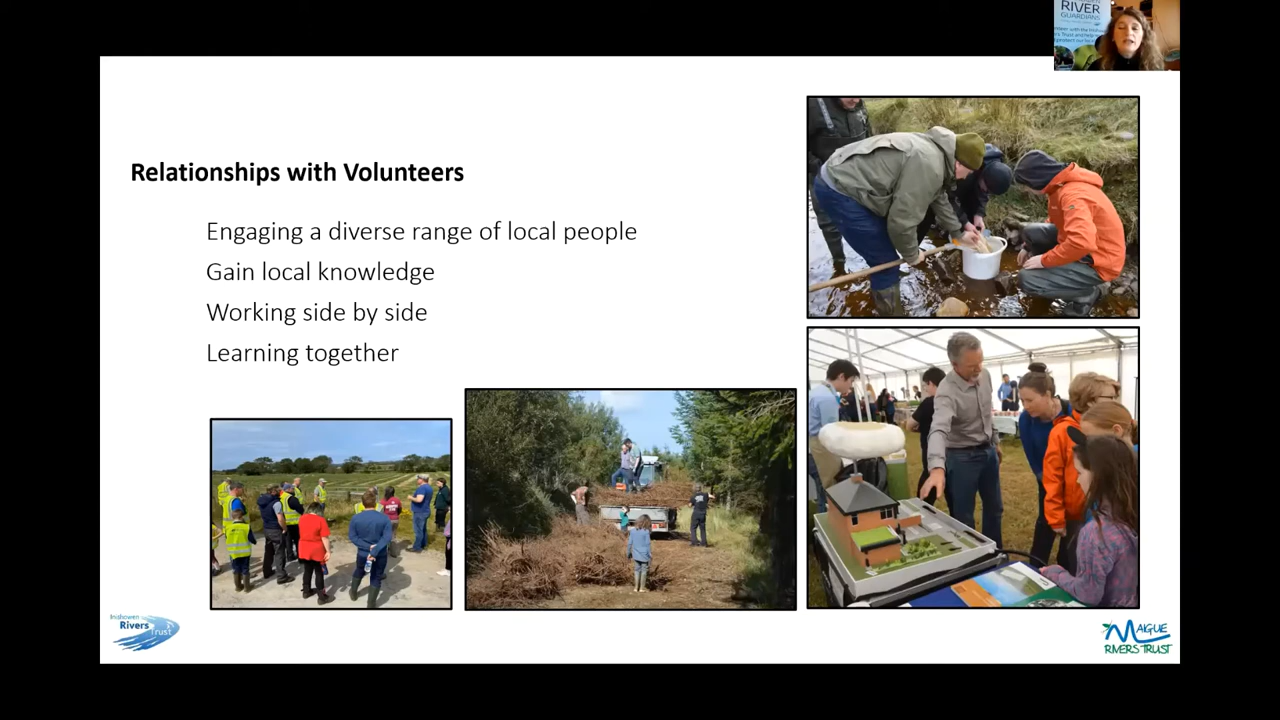 RIVER
GUARDIANS
Relationships with Volunteers
Engaging a diverse range of local people
Gain local knowledge
Working side by side
Learning together
Inishowen
Rivers
Trust
MAIGUE
RIVERS TRUST